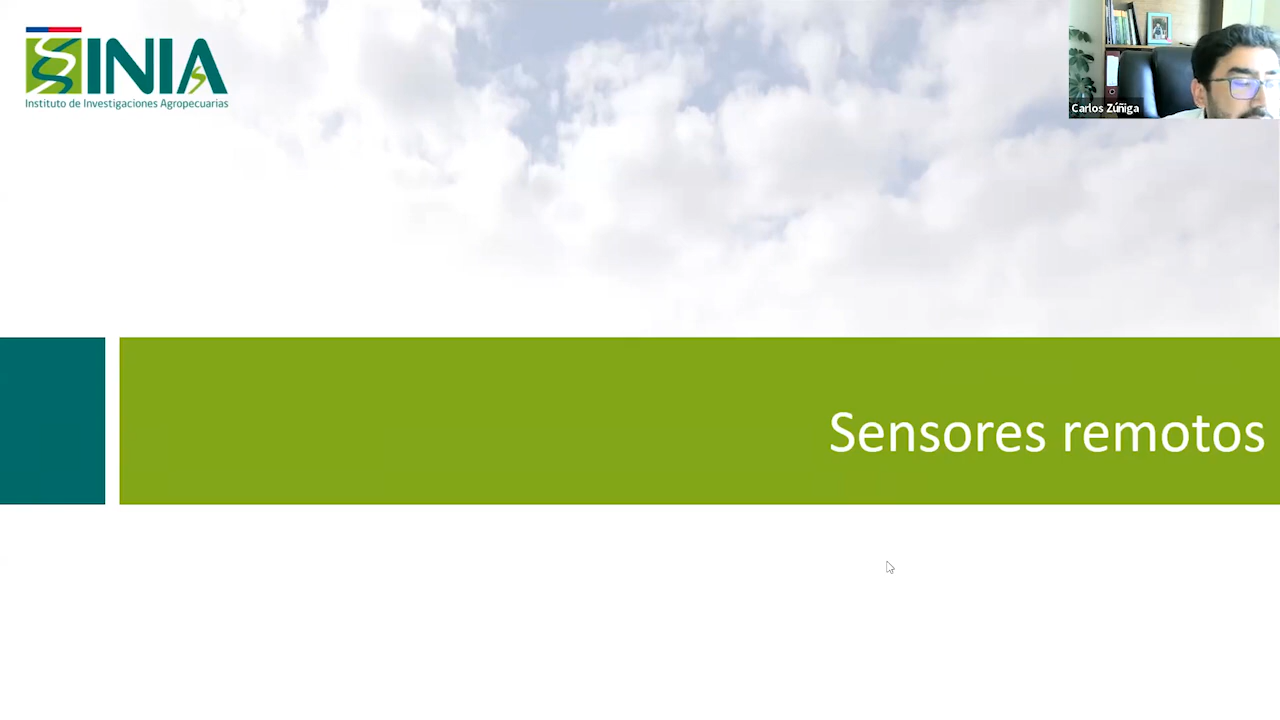 INIA
Instituto de Investigaciones Agropecuarias
Carlos Zúñiga
Sensores remotos